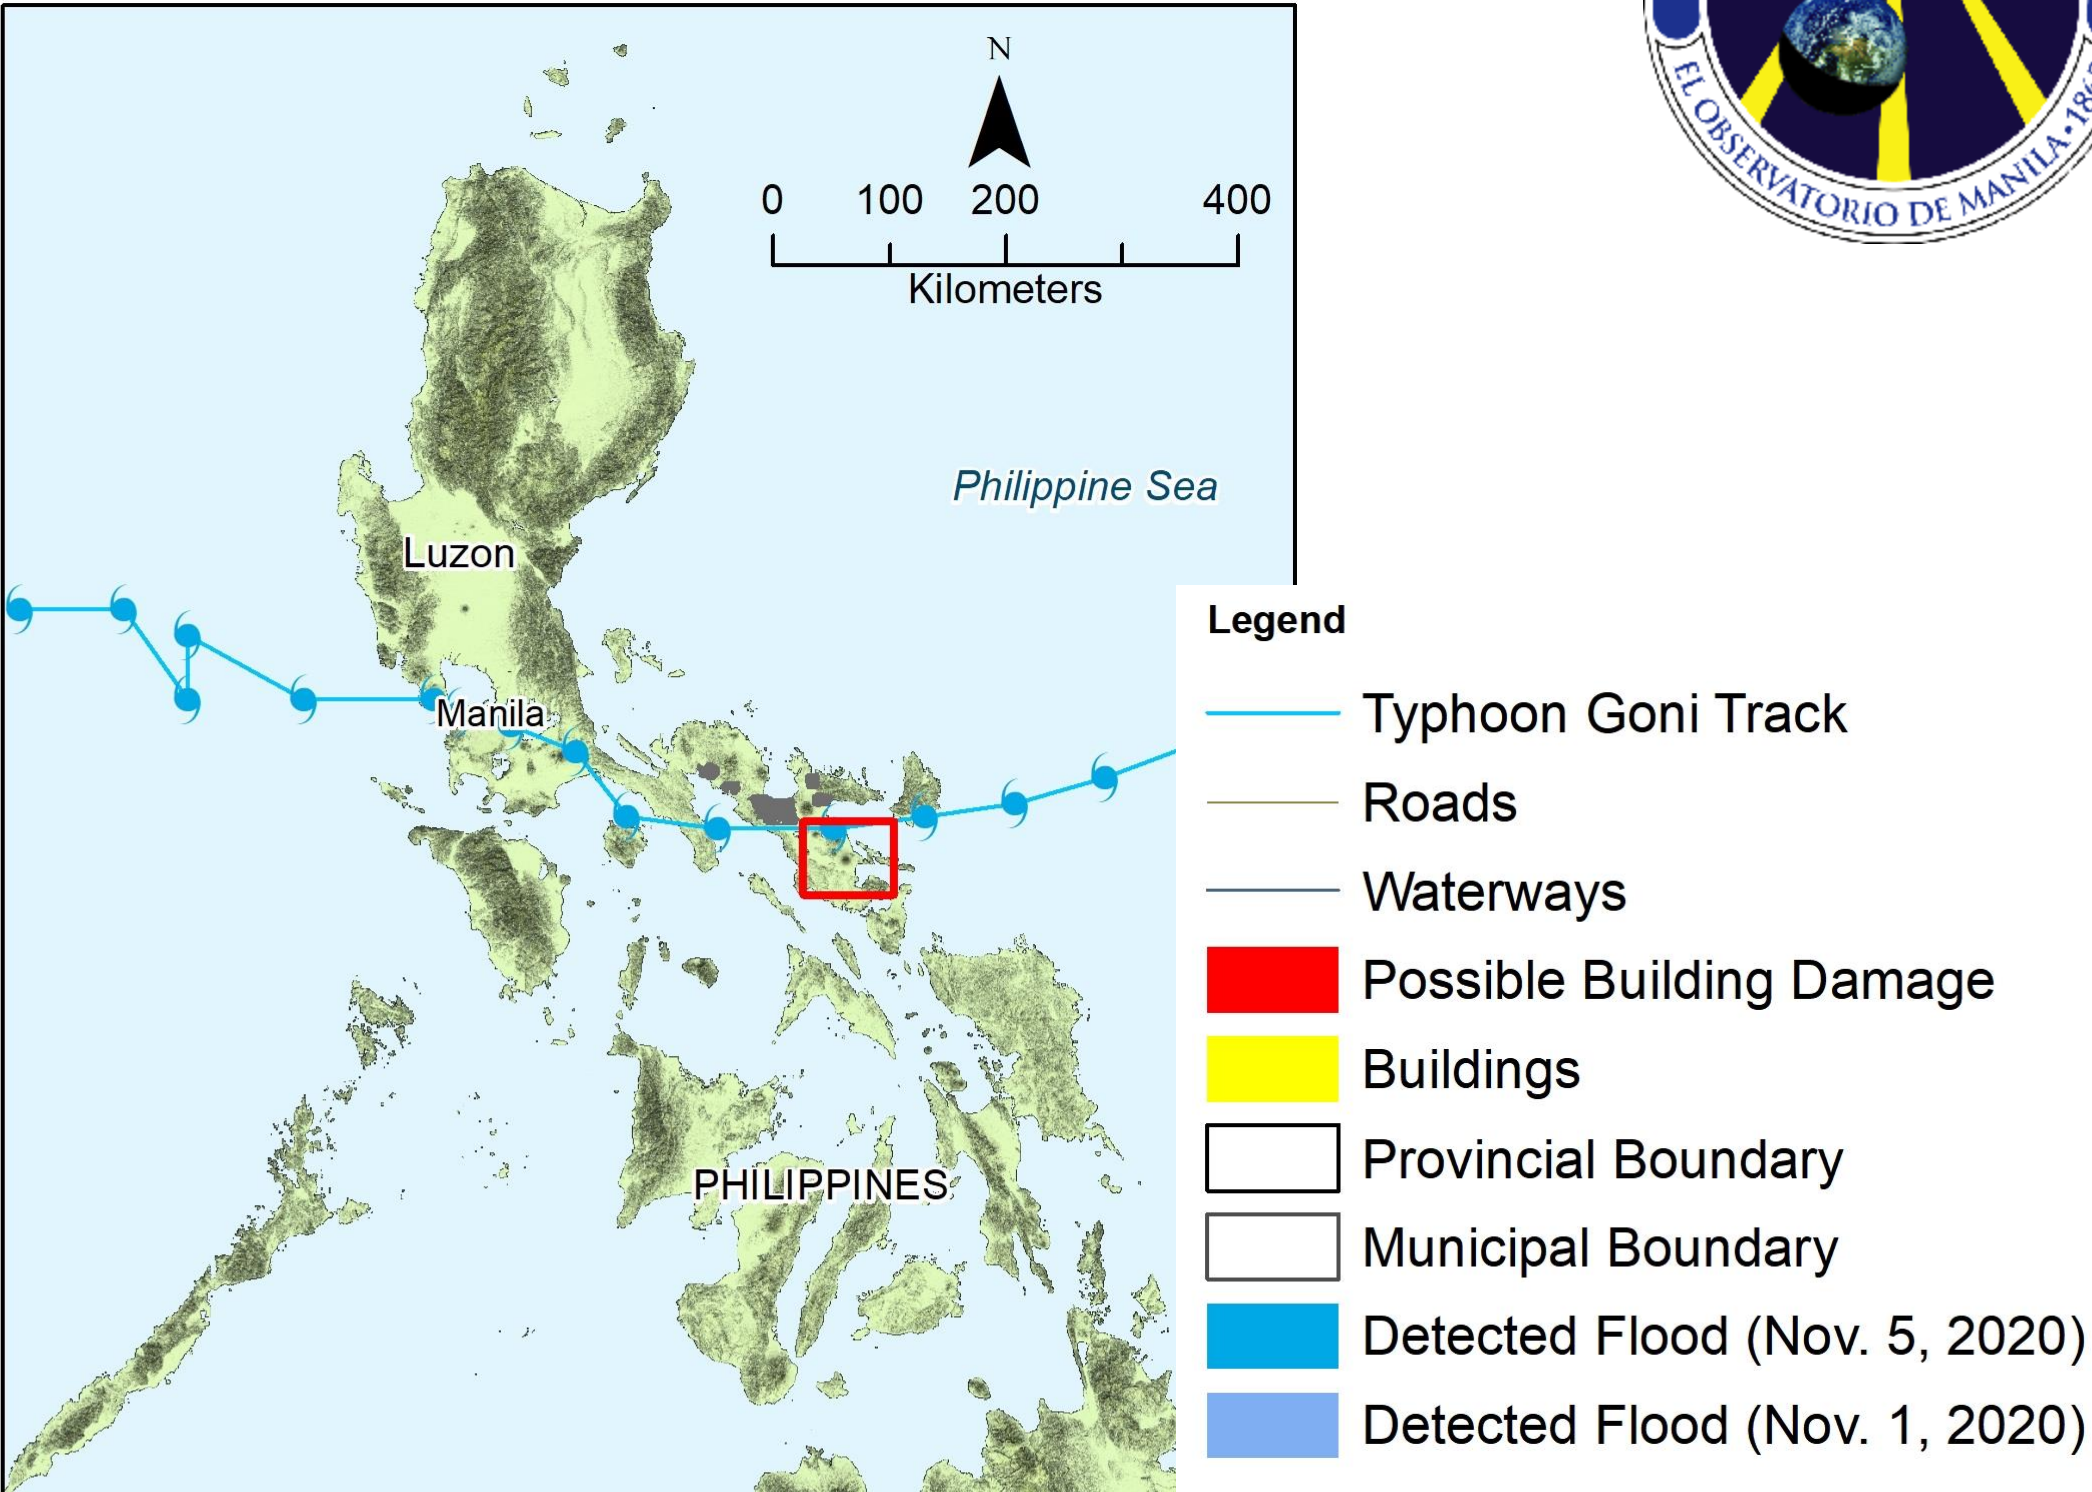 EL OBSERVATORIO DE MANILA
N
0 100 200 400
Kilometers
Philippine Sea
Luzon
Manila
PHILIPPINES
Legend
Typhoon Goni Track
Roads
Waterways
Possible Building Damage
Buildings
Provincial Boundary
Municipal Boundary
Detected Flood (Nov. 5, 2020)
Detected Flood (Nov. 1, 2020)